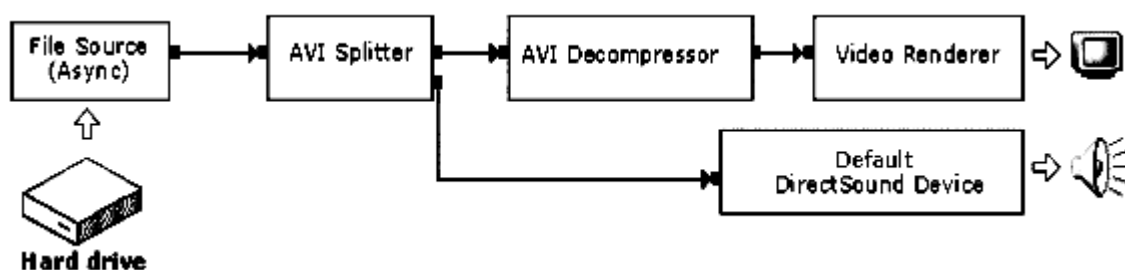 File Source
(Async)
AVI Splitter
AVI Decompressor
Video Renderer
Default
DirectSound Device
Hard drive